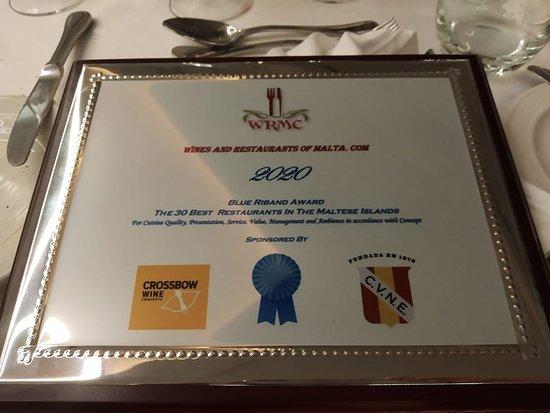 WRMC
WINES AND RESTAURANTS OF MALTA. COM
2020
BLUE RIBAND AWARD
THE 30 BEST RESTAURANTS IN THE MALTESE ISLANDS
For Cuisine Quality, Presentation, Service, Value, Management and Ambience in accordance with Concept
SPONSORED BY
CROSSBOW
WINE
CONCEPTS
FUNDADA EN 1879
C.V.N.E.